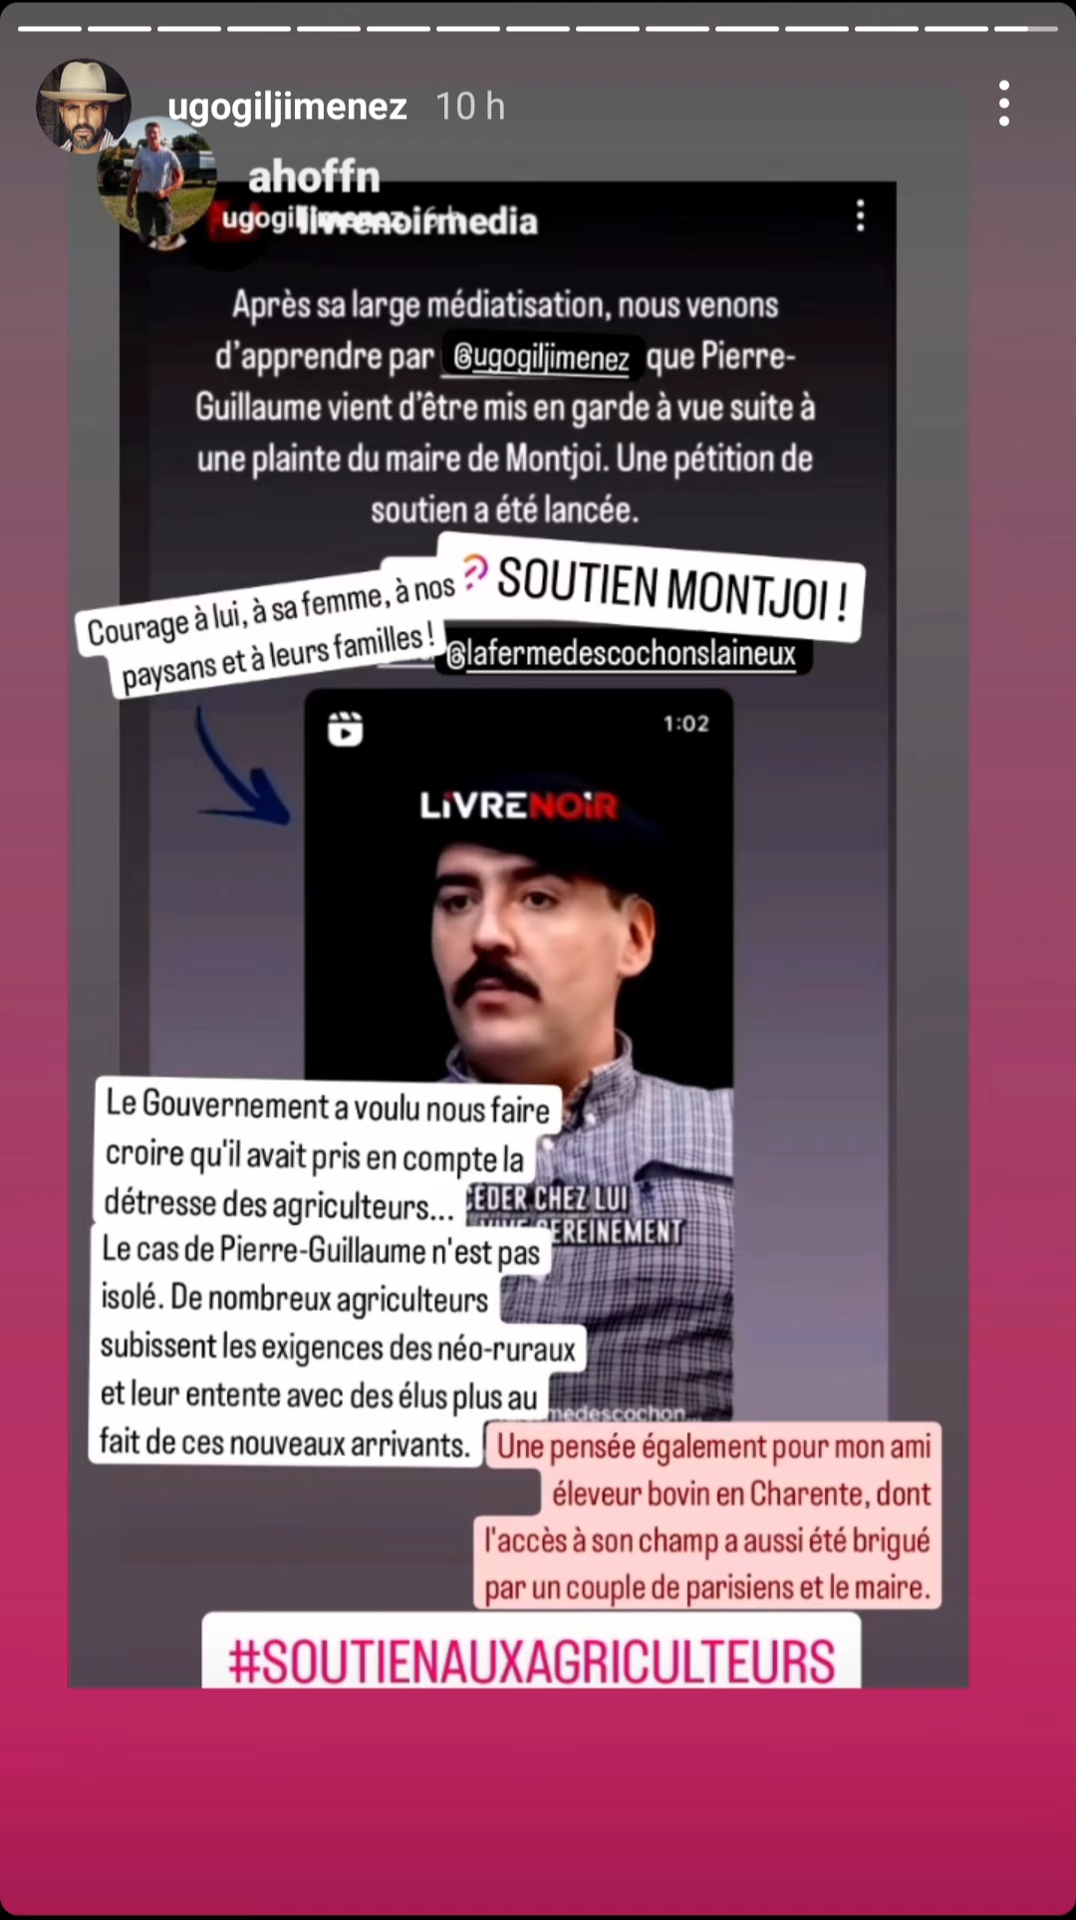 ugogiljimenez 10 h
ahoffn
livrenoirmedia
Après sa large médiatisation, nous venons
d'apprendre par @ugogiljimenez que Pierre-
Guillaume vient d'être mis en garde à vue suite à
une plainte du maire de Montjoi. Une pétition de
soutien a été lancée.
SOUTIEN MONTJOI !
Courage à lui, à sa femme, à nos
paysans et à leurs familles !
@lafermedescochonslaineux
1:02
LiVRENOiR
Le Gouvernement a voulu nous faire
croire qu'il avait pris en compte la
détresse des agriculteurs...
CHEZ LUI
Le cas de Pierre-Guillaume n'est pas
isolé. De nombreux agriculteurs
subissent les exigences des néo-ruraux
et leur entente avec des élus plus au
fait de ces nouveaux arrivants.
Une pensée également pour mon ami
éleveur bovin en Charente, dont
l'accès à son champ a aussi été brigué
par un couple de parisiens et le maire.
#SOUTIENAUXAGRICULTEURS